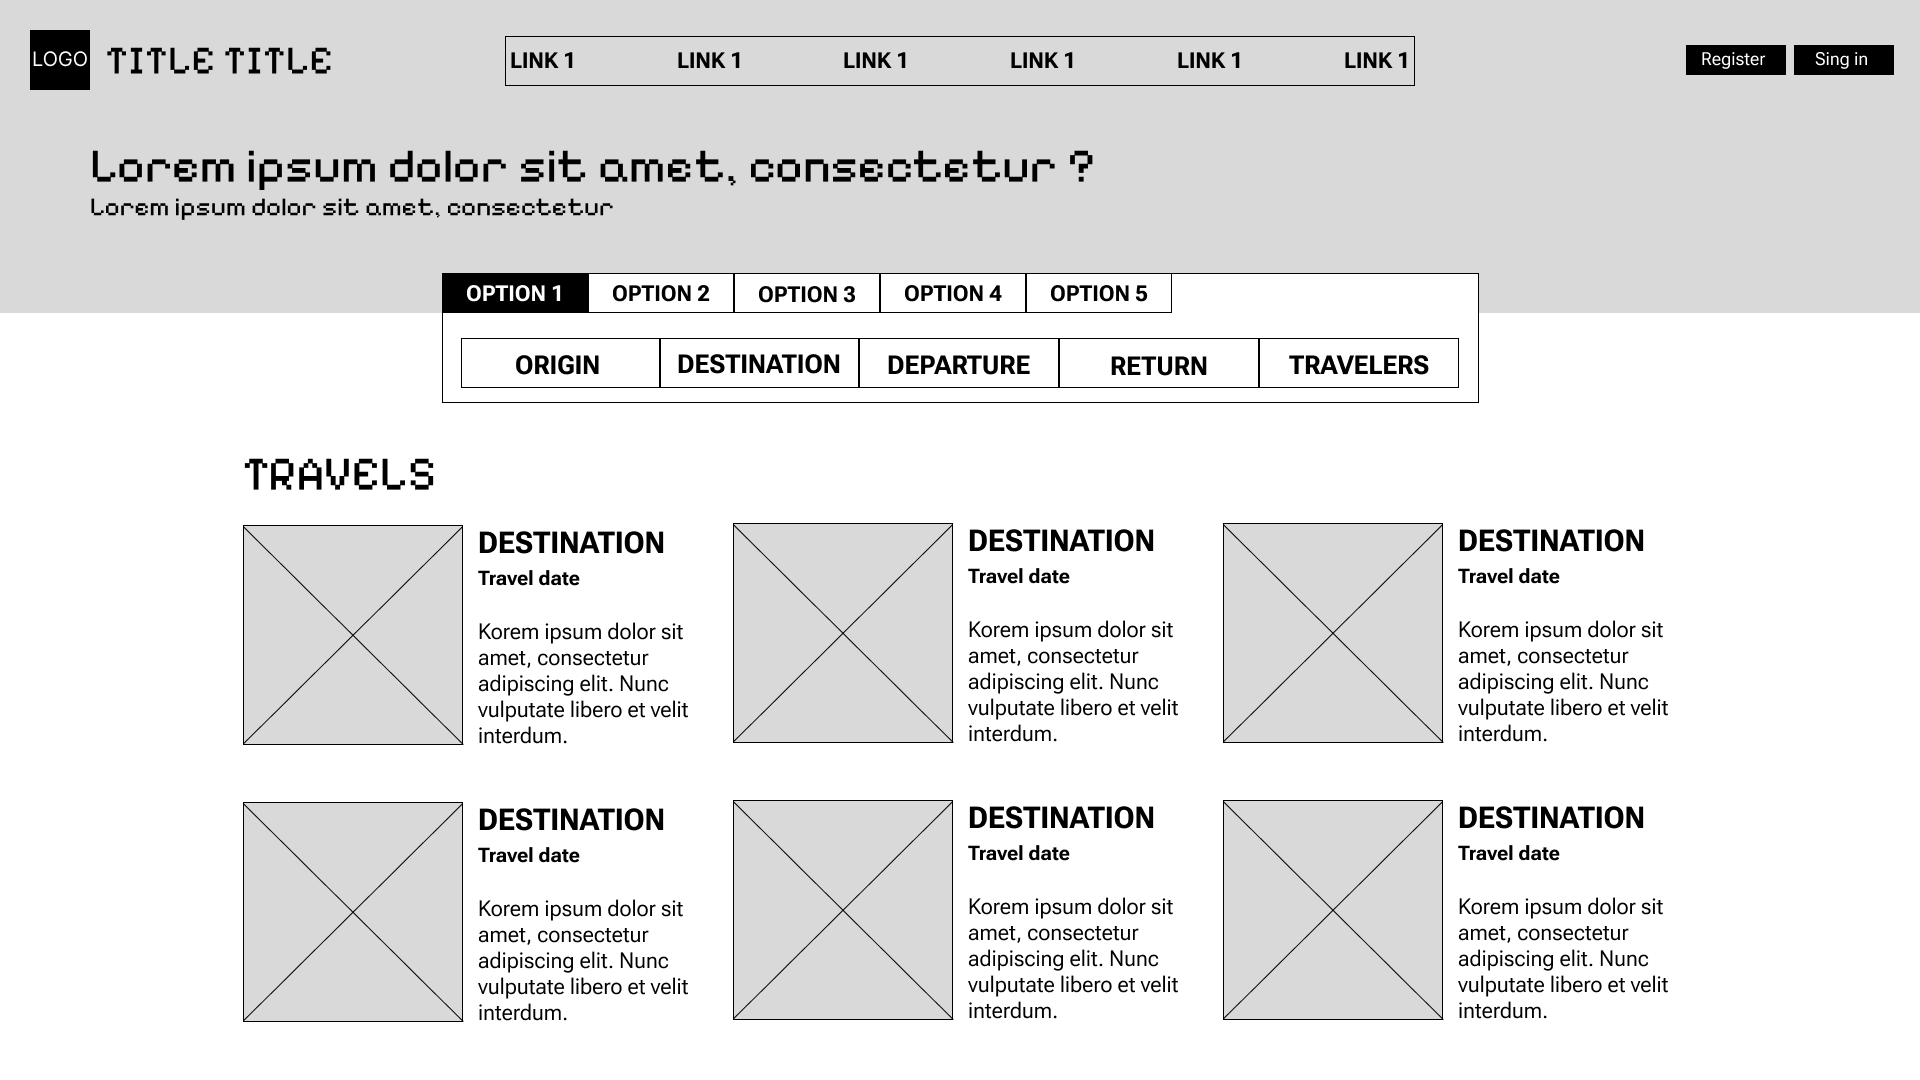 LOGO TITLE TITLE LINK 1 LINK 1 LINK 1 LINK 1 LINK 1 LINK 1 Register Sing in
Lorem ipsum dolor sit amet, consectetur ?
Lorem ipsum dolor sit amet, consectetur
OPTION 1 OPTION 2 OPTION 3 OPTION 4 OPTION 5
ORIGIN DESTINATION DEPARTURE RETURN TRAVELERS
TRAVELS
DESTINATION
Travel date
Korem ipsum dolor sit
amet, consectetur
adipiscing elit. Nunc
vulputate libero et velit
interdum.
DESTINATION
Travel date
Korem ipsum dolor sit
amet, consectetur
adipiscing elit. Nunc
vulputate libero et velit
interdum.
DESTINATION
Travel date
Korem ipsum dolor sit
amet, consectetur
adipiscing elit. Nunc
vulputate libero et velit
interdum.
DESTINATION
Travel date
Korem ipsum dolor sit
amet, consectetur
adipiscing elit. Nunc
vulputate libero et velit
interdum.
DESTINATION
Travel date
Korem ipsum dolor sit
amet, consectetur
adipiscing elit. Nunc
vulputate libero et velit
interdum.
DESTINATION
Travel date
Korem ipsum dolor sit
amet, consectetur
adipiscing elit. Nunc
vulputate libero et velit
interdum.